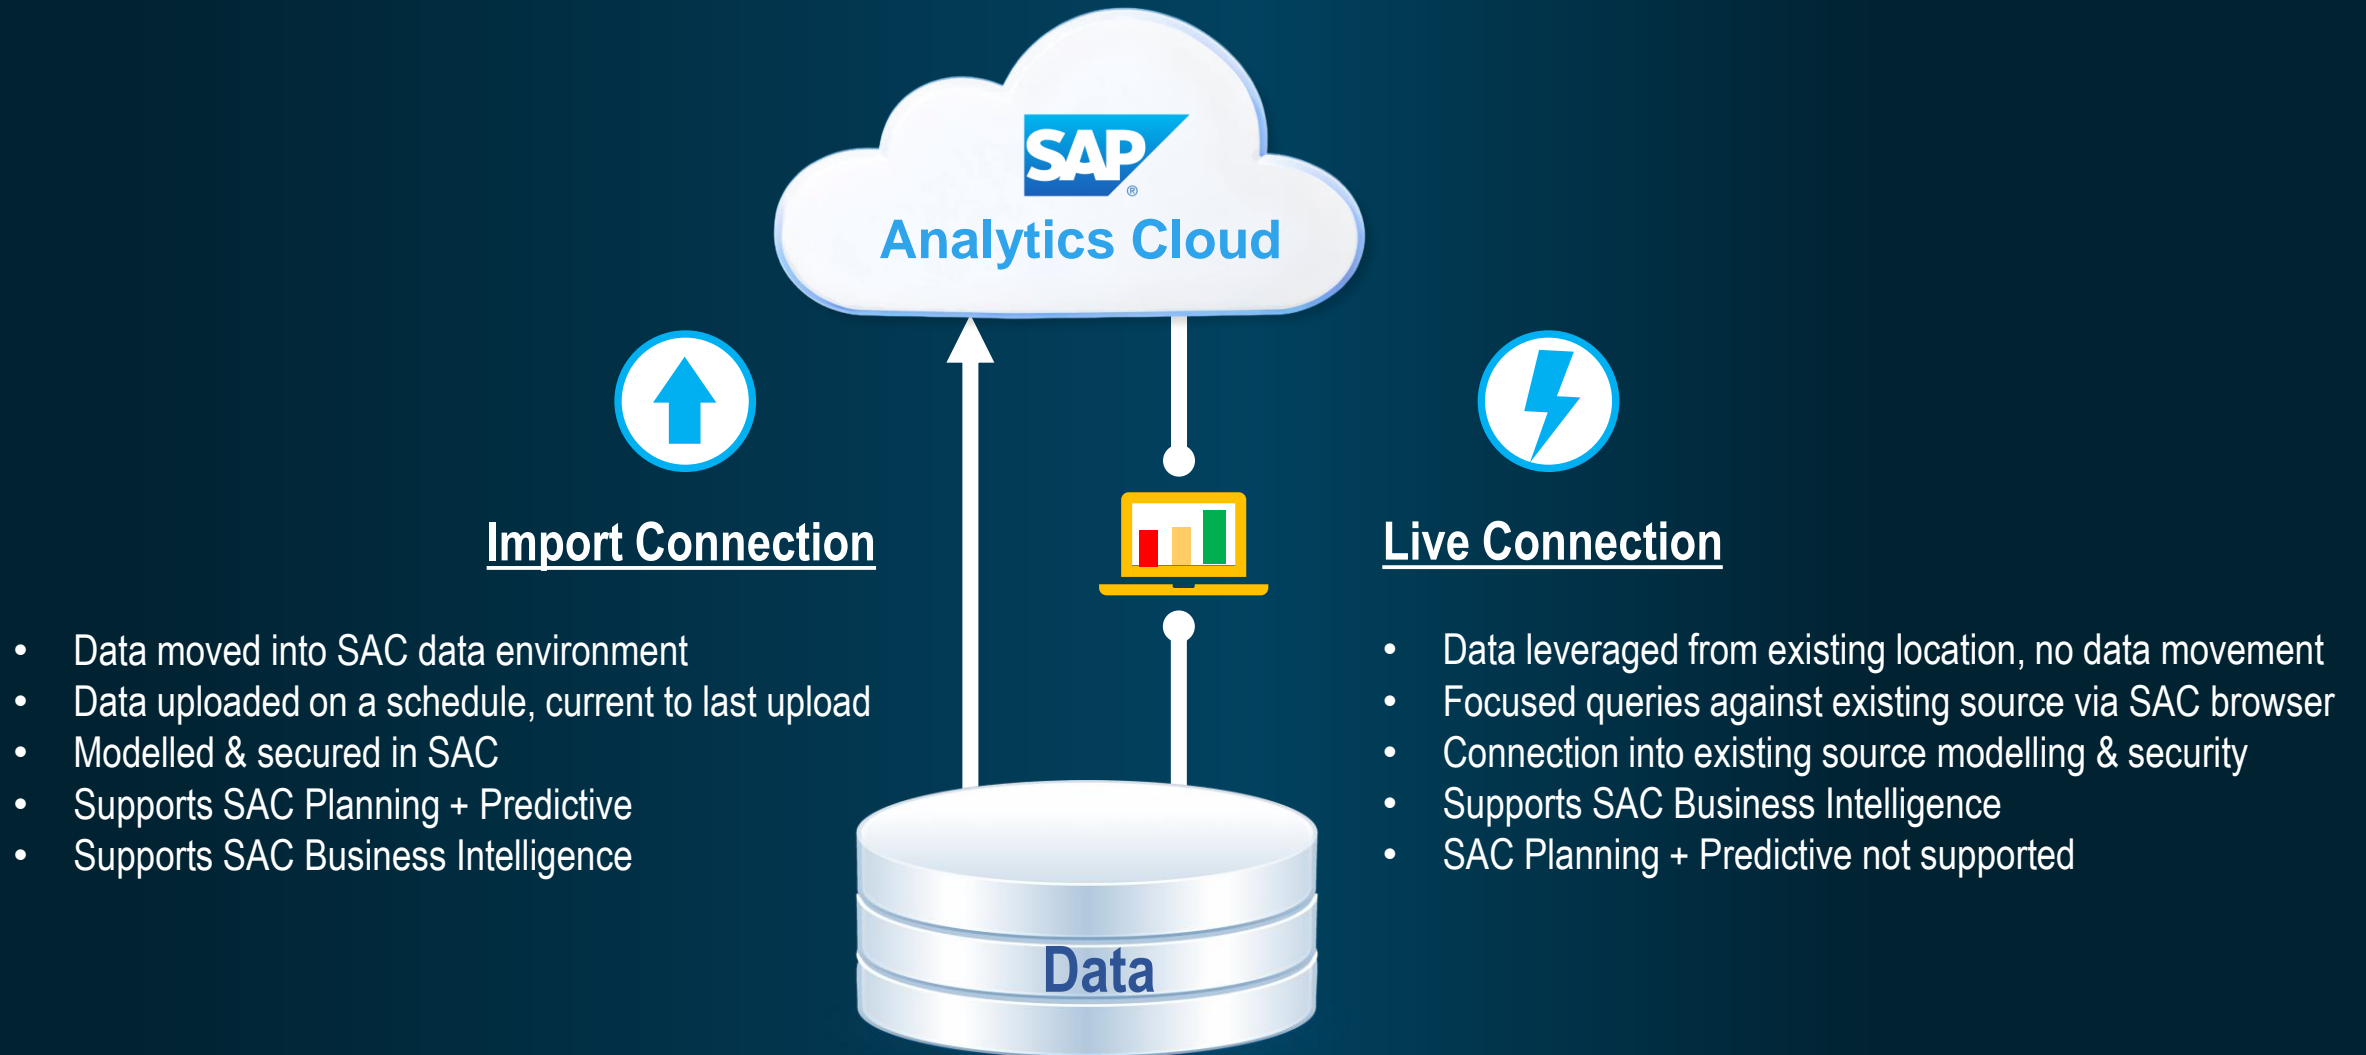 SAP
®
Analytics Cloud
Import Connection
• Data moved into SAC data environment
• Data uploaded on a schedule, current to last upload
• Modelled & secured in SAC
• Supports SAC Planning + Predictive
• Supports SAC Business Intelligence
Live Connection
• Data leveraged from existing location, no data movement
• Focused queries against existing source via SAC browser
• Connection into existing source modelling & security
• Supports SAC Business Intelligence
• SAC Planning + Predictive not supported
Data